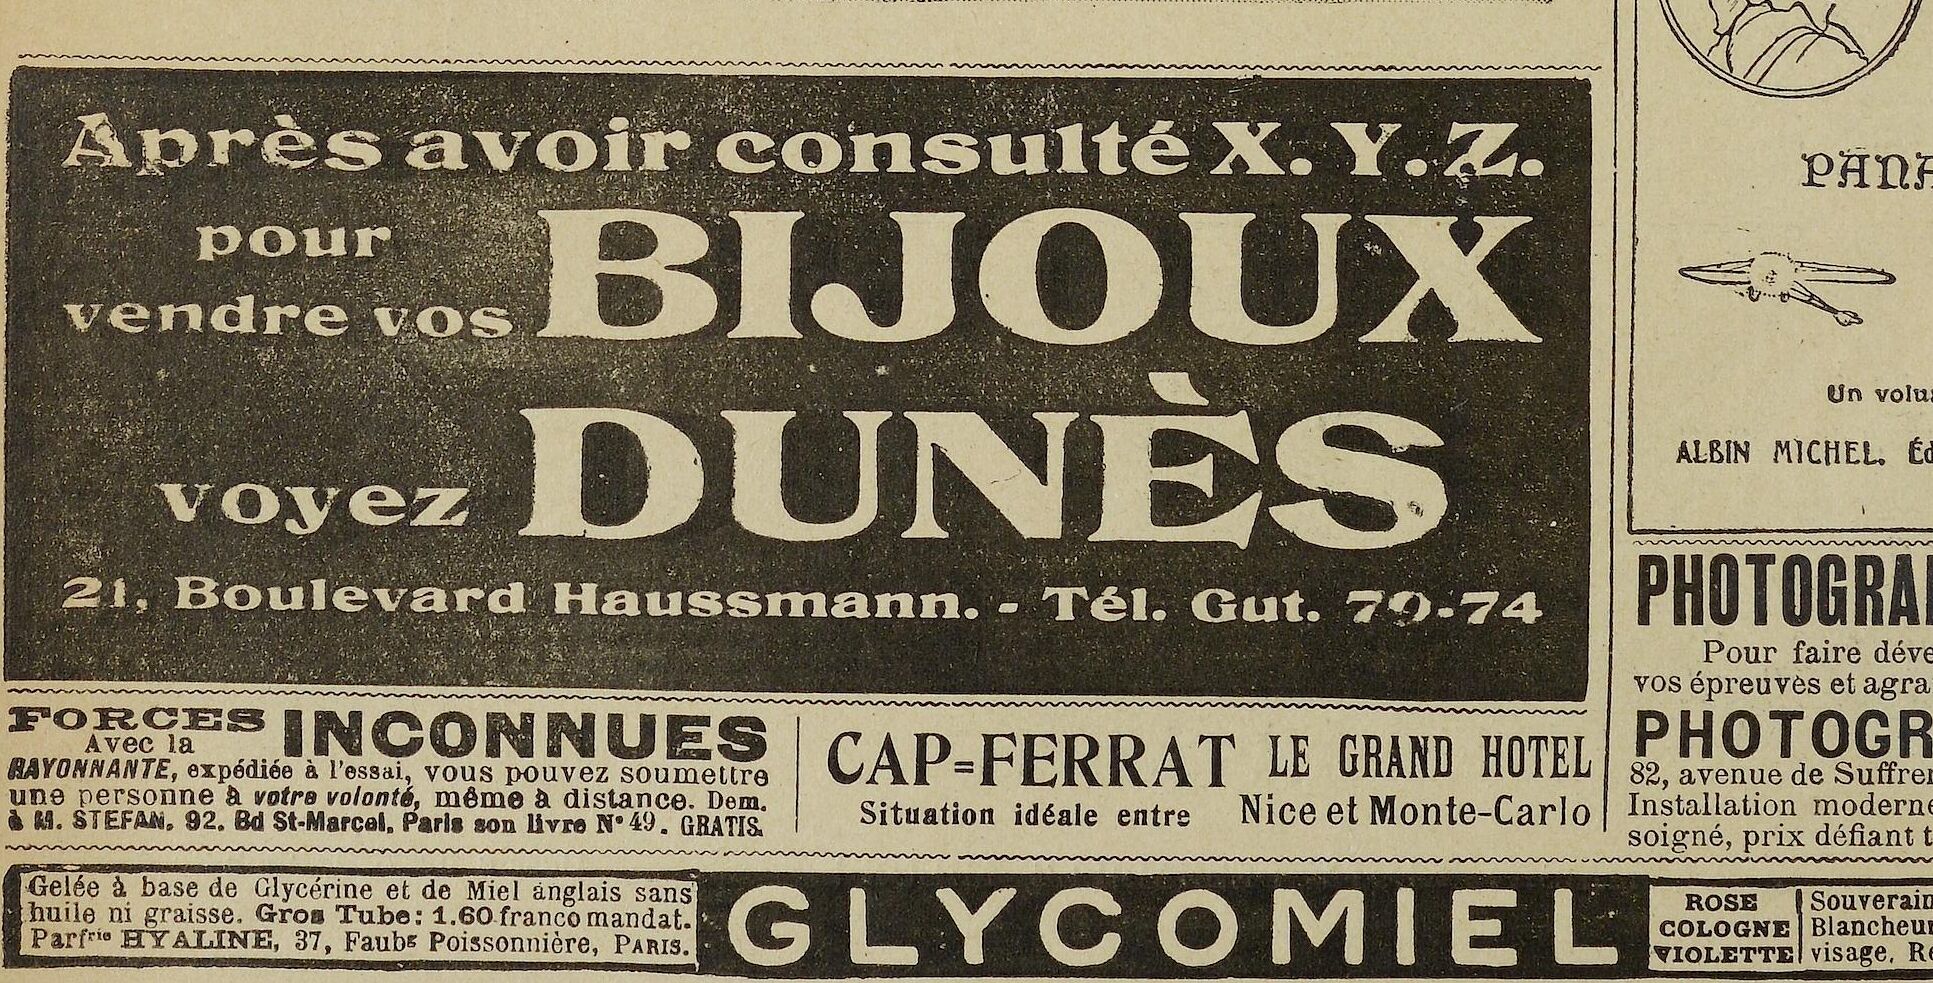 Après avoir consulté X. Y. Z.
pour
vendre vos BIJOUX
voyez DUNÈS
21, Boulevard Haussmann. - Tél. Gut. 79-74
FORCES INCONNUES
Avec la
RAYONNANTE, expédiée à l'essai, vous pouvez soumettre
une personne à votre volonté, même à distance. Dem.
à M. STEFAN, 92, Bd St-Marcel, Paris son livre N° 49. GRATIS.
CAP=FERRAT LE GRAND HOTEL
Situation idéale entre Nice et Monte-Carlo
Gelée à base de Glycérine et de Miel anglais sans
huile ni graisse. Gros Tube: 1.60 franco mandat.
Parfrie HYALINE, 37, Faubg Poissonnière, PARIS.
GLYCOMIEL
ROSE
COLOGNE
VIOLETTE
Souverain
Blancheur
visage. Re
PANA
Un volu
ALBIN MICHEL. Éd
PHOTOGRA
Pour faire déve
vos épreuves et agra
PHOTOGR
82, avenue de Suffren
Installation moderne
soigné, prix défiant t